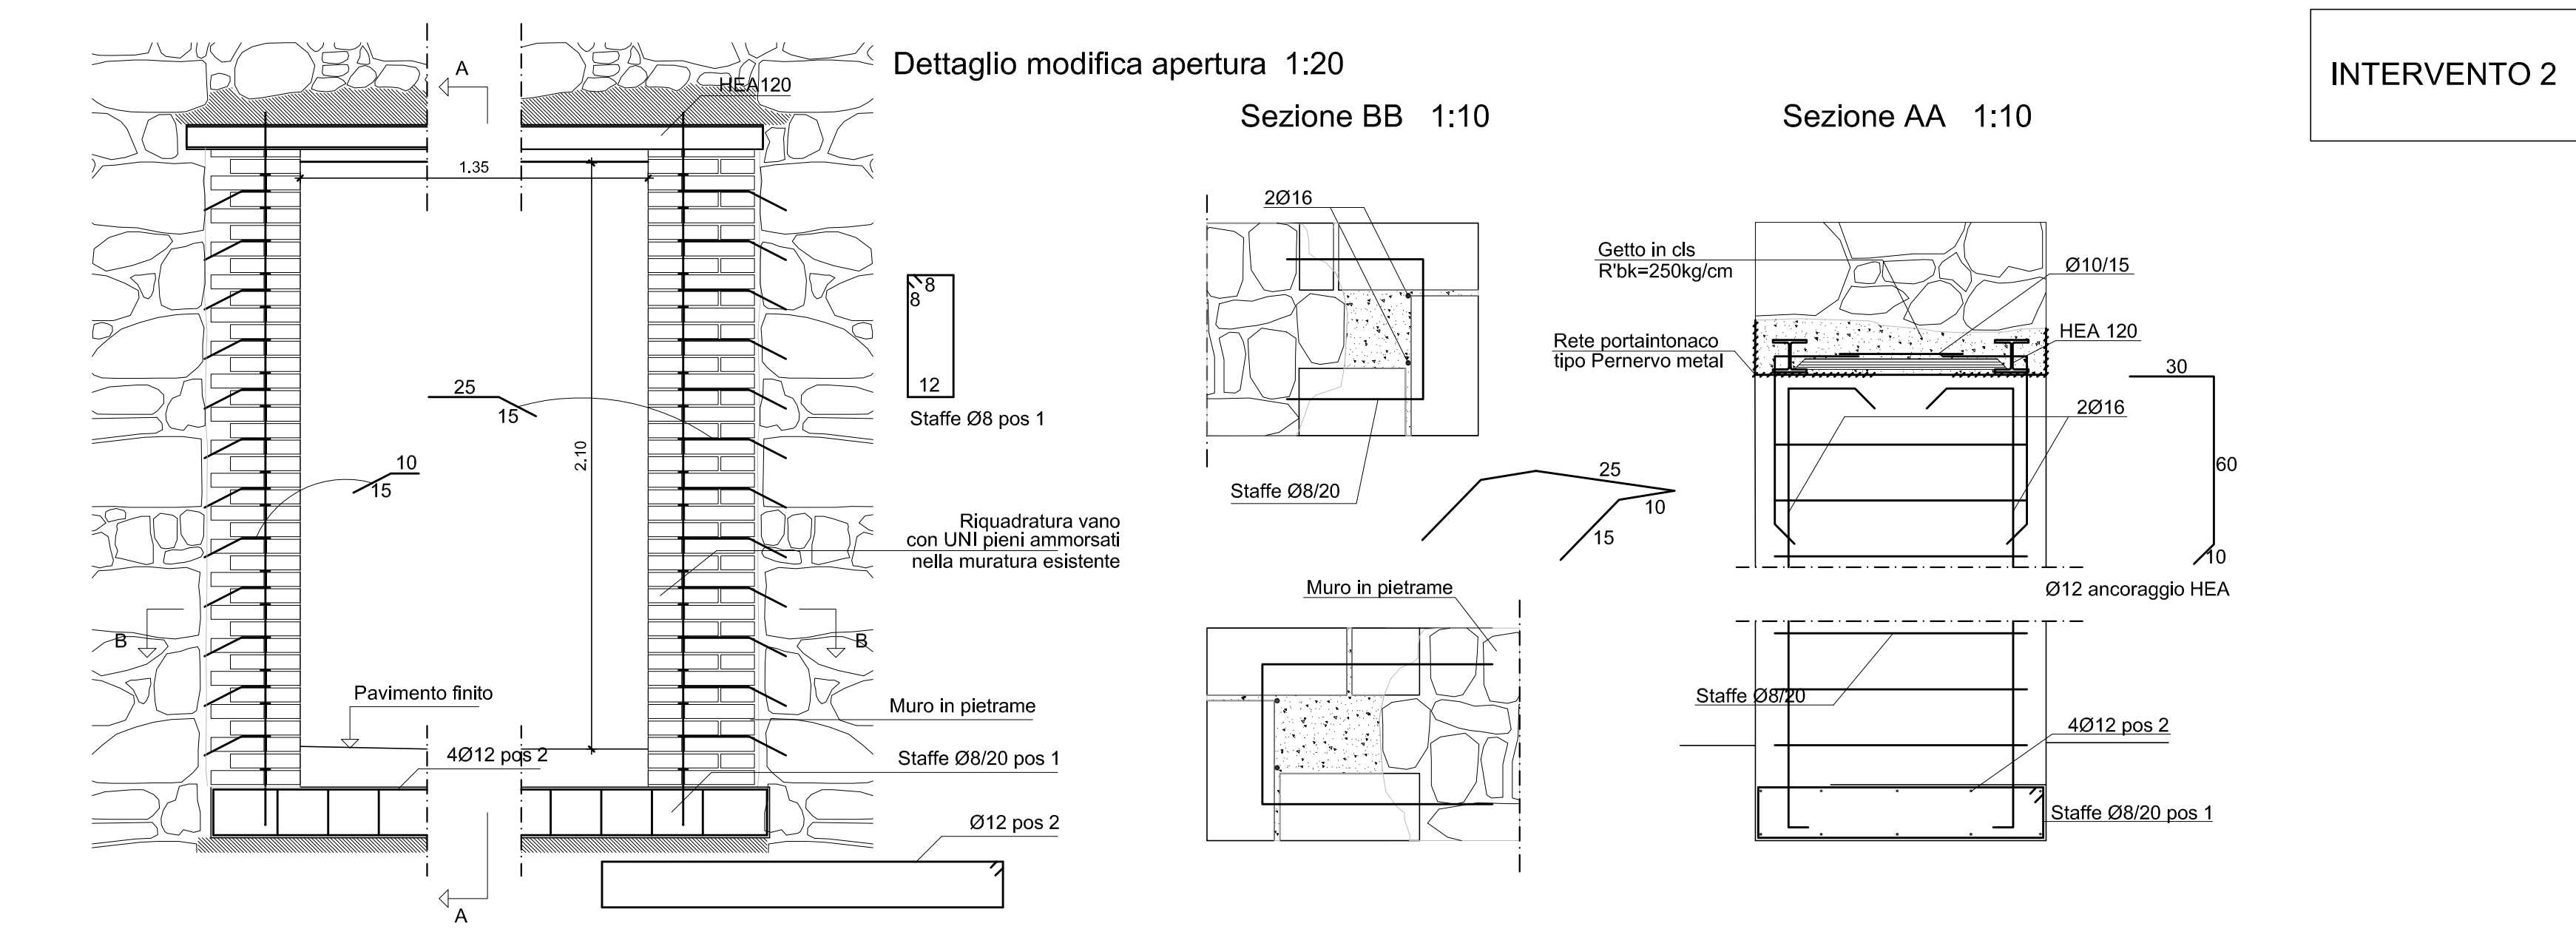 Dettaglio modifica apertura 1:20
INTERVENTO 2
Sezione BB 1:10
Sezione AA 1:10
A
HEA120
1.35
2.10
8
8
12
Staffe Ø8 pos 1
25
15
10
15
Riquadratura vano
con UNI pieni ammorsati
nella muratura esistente
B
B
Pavimento finito
Muro in pietrame
4Ø12 pos 2
Staffe Ø8/20 pos 1
Ø12 pos 2
A
2Ø16
Staffe Ø8/20
25
10
15
Muro in pietrame
Getto in cls
R'bk=250kg/cm
Ø10/15
Rete portaintonaco
tipo Pernervo metal
HEA 120
2Ø16
30
60
10
Ø12 ancoraggio HEA
Staffe Ø8/20
4Ø12 pos 2
Staffe Ø8/20 pos 1